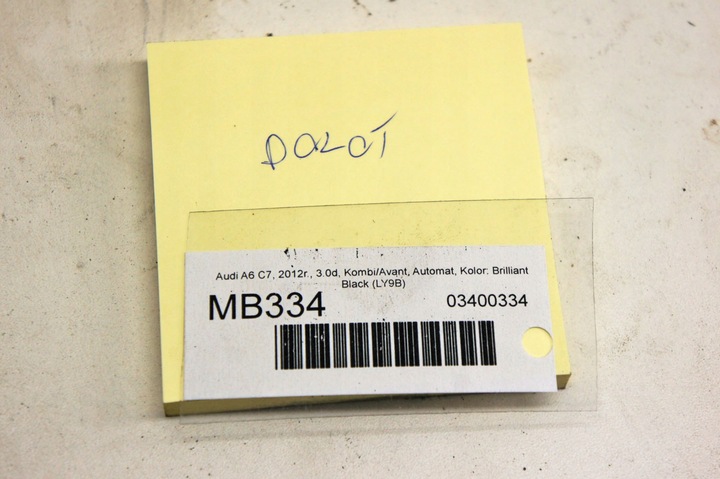 Audi A6 C7, 2012r., 3.0d, Kombi/Avant, Automat, Kolor: Brilliant
Black (LY9B)
MB334 03400334